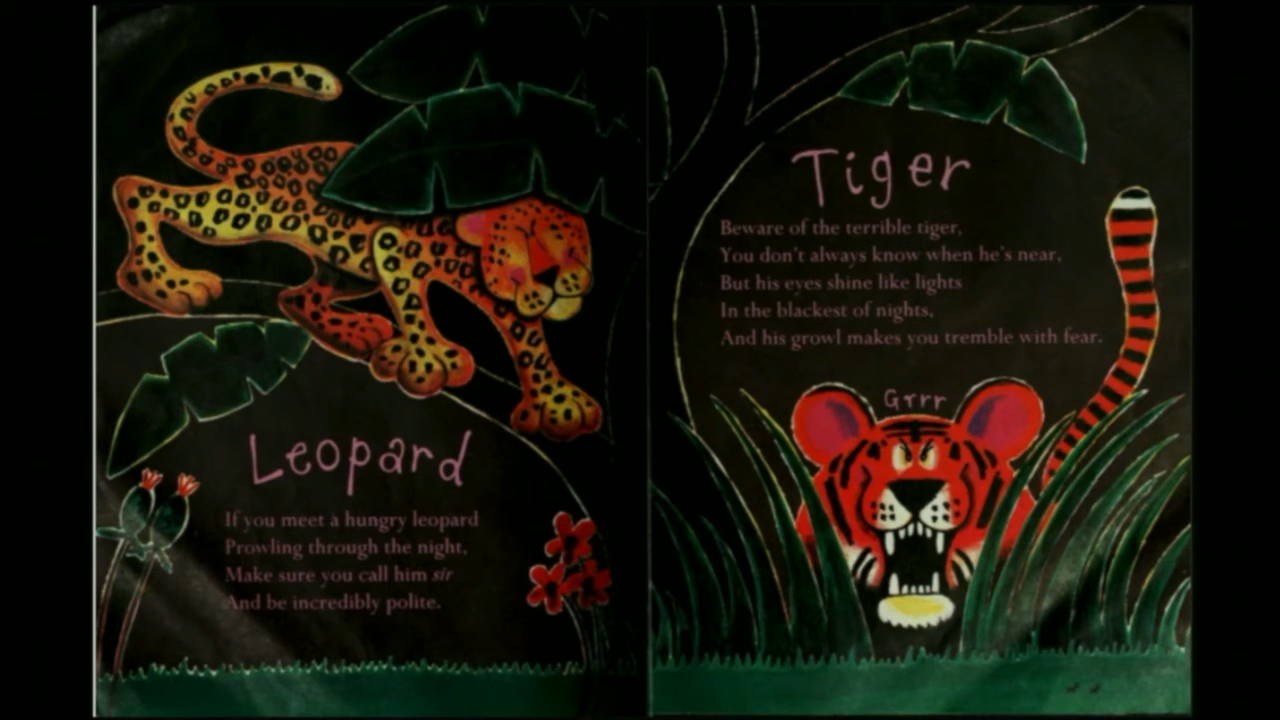 Leopard
If you meet a hungry leopard
Prowling through the night,
Make sure you call him sir
And be incredibly polite.
Tiger
Beware of the terrible tiger,
You don't always know when he's near,
But his eyes shine like lights
In the blackest of nights,
And his growl makes you tremble with fear.
Grrr